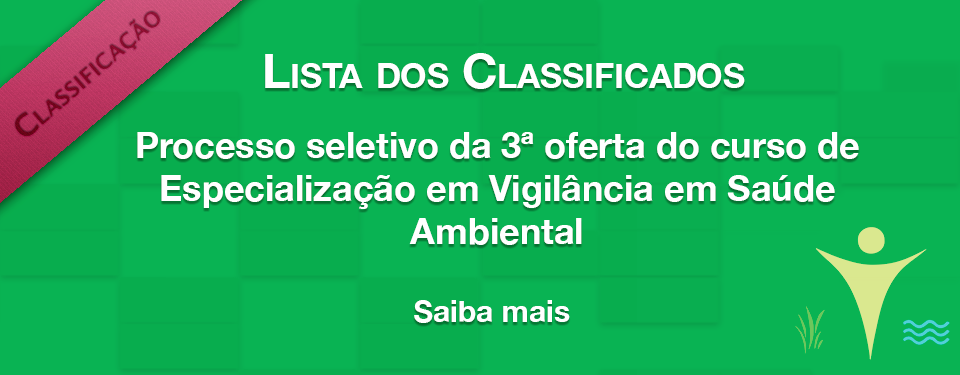 CLASSIFICAÇÃO
LISTA DOS CLASSIFICADOS
Processo seletivo da 3ª oferta do curso de
Especialização em Vigilância em Saúde
Ambiental
Saiba mais